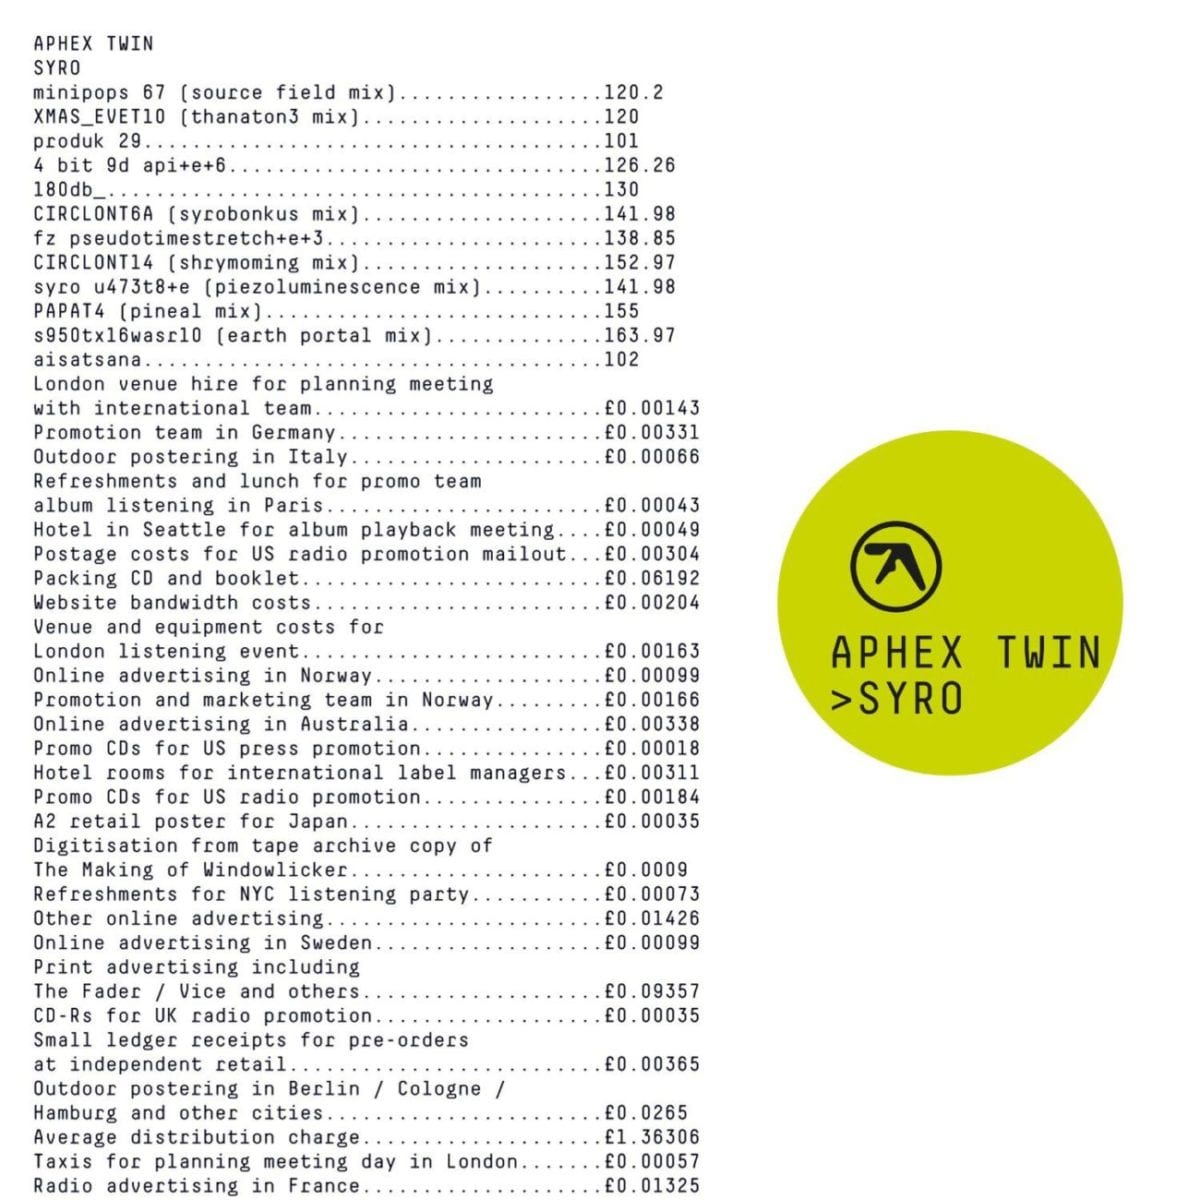 APHEX TWIN
SYRO
minipops 67 (source field mix).................120.2
XMAS_EVET10 (thanaton3 mix)....................120
produk 29......................................101
4 bit 9d api+e+6...............................126.26
180db_.........................................130
CIRCLONT6A (syrobonkus mix)....................141.98
fz pseudotimestretch+e+3.......................138.85
CIRCLONT14 (shrymoming mix)....................152.97
syro u473t8+e (piezoluminescence mix)..........141.98
PAPAT4 (pineal mix)............................155
s950tx16wasr10 (earth portal mix)..............163.97
aisatsana......................................102
London venue hire for planning meeting
with international team........................£0.00143
Promotion team in Germany......................£0.00331
Outdoor postering in Italy.....................£0.00066
Refreshments and lunch for promo team
album listening in Paris.......................£0.00043
Hotel in Seattle for album playback meeting....£0.00049
Postage costs for US radio promotion mailout...£0.00304
Packing CD and booklet.........................£0.06192
Website bandwidth costs........................£0.00204
Venue and equipment costs for
London listening event.........................£0.00163
Online advertising in Norway...................£0.00099
Promotion and marketing team in Norway.........£0.00166
Online advertising in Australia................£0.00338
Promo CDs for US press promotion...............£0.00018
Hotel rooms for international label managers...£0.00311
Promo CDs for US radio promotion...............£0.00184
A2 retail poster for Japan.....................£0.00035
Digitisation from tape archive copy of
The Making of Windowlicker.....................£0.0009
Refreshments for NYC listening party...........£0.00073
Other online advertising.......................£0.01426
Online advertising in Sweden...................£0.00099
Print advertising including
The Fader / Vice and others....................£0.09357
CD-Rs for UK radio promotion...................£0.00035
Small ledger receipts for pre-orders
at independent retail..........................£0.00365
Outdoor postering in Berlin / Cologne /
Hamburg and other cities.......................£0.0265
Average distribution charge....................£1.36306
Taxis for planning meeting day in London.......£0.00057
Radio advertising in France....................£0.01325
APHEX TWIN
>SYRO